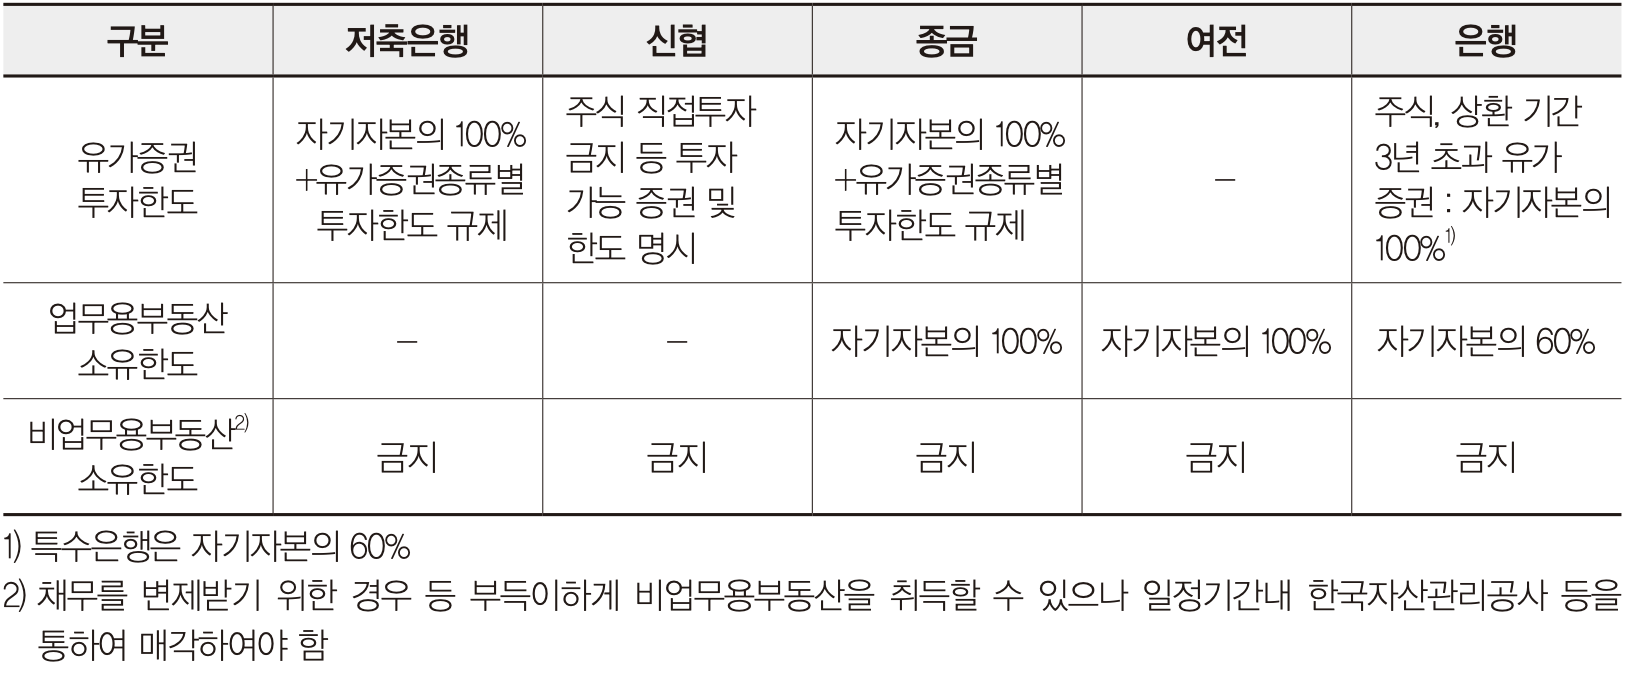 구분 저축은행 신협 종금 여전 은행
유가증권
투자한도
자기자본의 100%
+유가증권종류별
투자한도 규제
주식 직접투자
금지 등 투자
가능 증권 및
한도 명시
자기자본의 100%
+유가증권종류별
투자한도 규제
–
주식, 상환 기간
3년 초과 유가
증권 : 자기자본의
100%1)
업무용부동산
소유한도
–
–
자기자본의 100%
자기자본의 100%
자기자본의 60%
비업무용부동산2)
소유한도
금지
금지
금지
금지
금지
1) 특수은행은 자기자본의 60%
2) 채무를 변제받기 위한 경우 등 부득이하게 비업무용부동산을 취득할 수 있으나 일정기간내 한국자산관리공사 등을
통하여 매각하여야 함